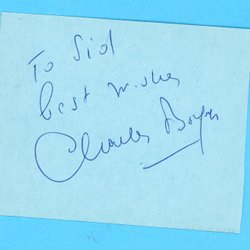 To Sid
best wishes
Charles Boyer